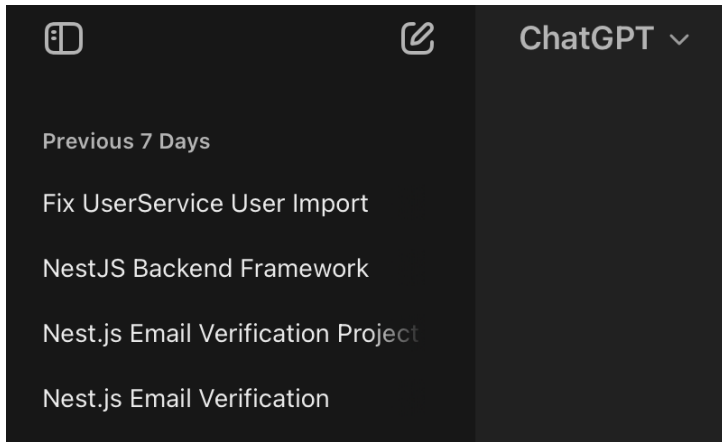 ChatGPT
Previous 7 Days
Fix UserService User Import
NestJS Backend Framework
Nest.js Email Verification Project
Nest.js Email Verification